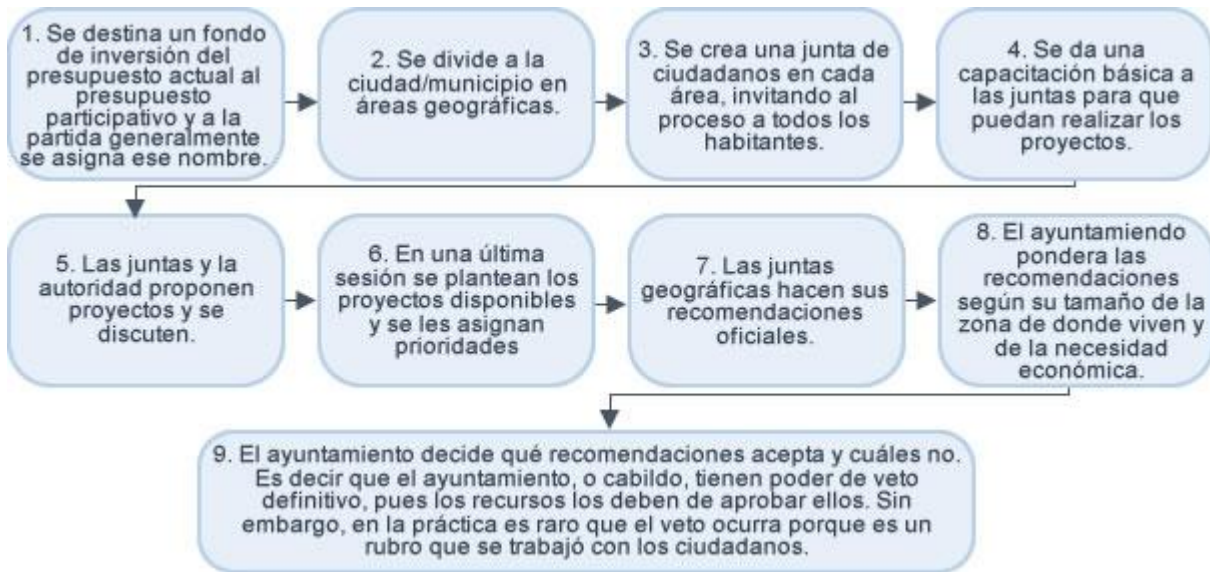 1. Se destina un fondo
de inversión del
presupuesto actual al
presupuesto
participativo y a la
partida generalmente
se asigna ese nombre.
2. Se divide a la
ciudad/municipio en
áreas geográficas.
3. Se crea una junta de
ciudadanos en cada
área, invitando al
proceso a todos los
habitantes.
4. Se da una
capacitación básica a
las juntas para que
puedan realizar los
proyectos.
5. Las juntas y la
autoridad proponen
proyectos y se
discuten.
6. En una última
sesión se plantean los
proyectos disponibles
y se les asignan
prioridades
7. Las juntas
geográficas hacen sus
recomendaciones
oficiales.
8. El ayuntamiendo
pondera las
recomendaciones
según su tamaño de la
zona de donde viven y
de la necesidad
económica.
9. El ayuntamiento decide qué recomendaciones acepta y cuáles no.
Es decir que el ayuntamiento, o cabildo, tienen poder de veto
definitivo, pues los recursos los deben de aprobar ellos. Sin
embargo, en la práctica es raro que el veto ocurra porque es un
rubro que se trabajó con los ciudadanos.